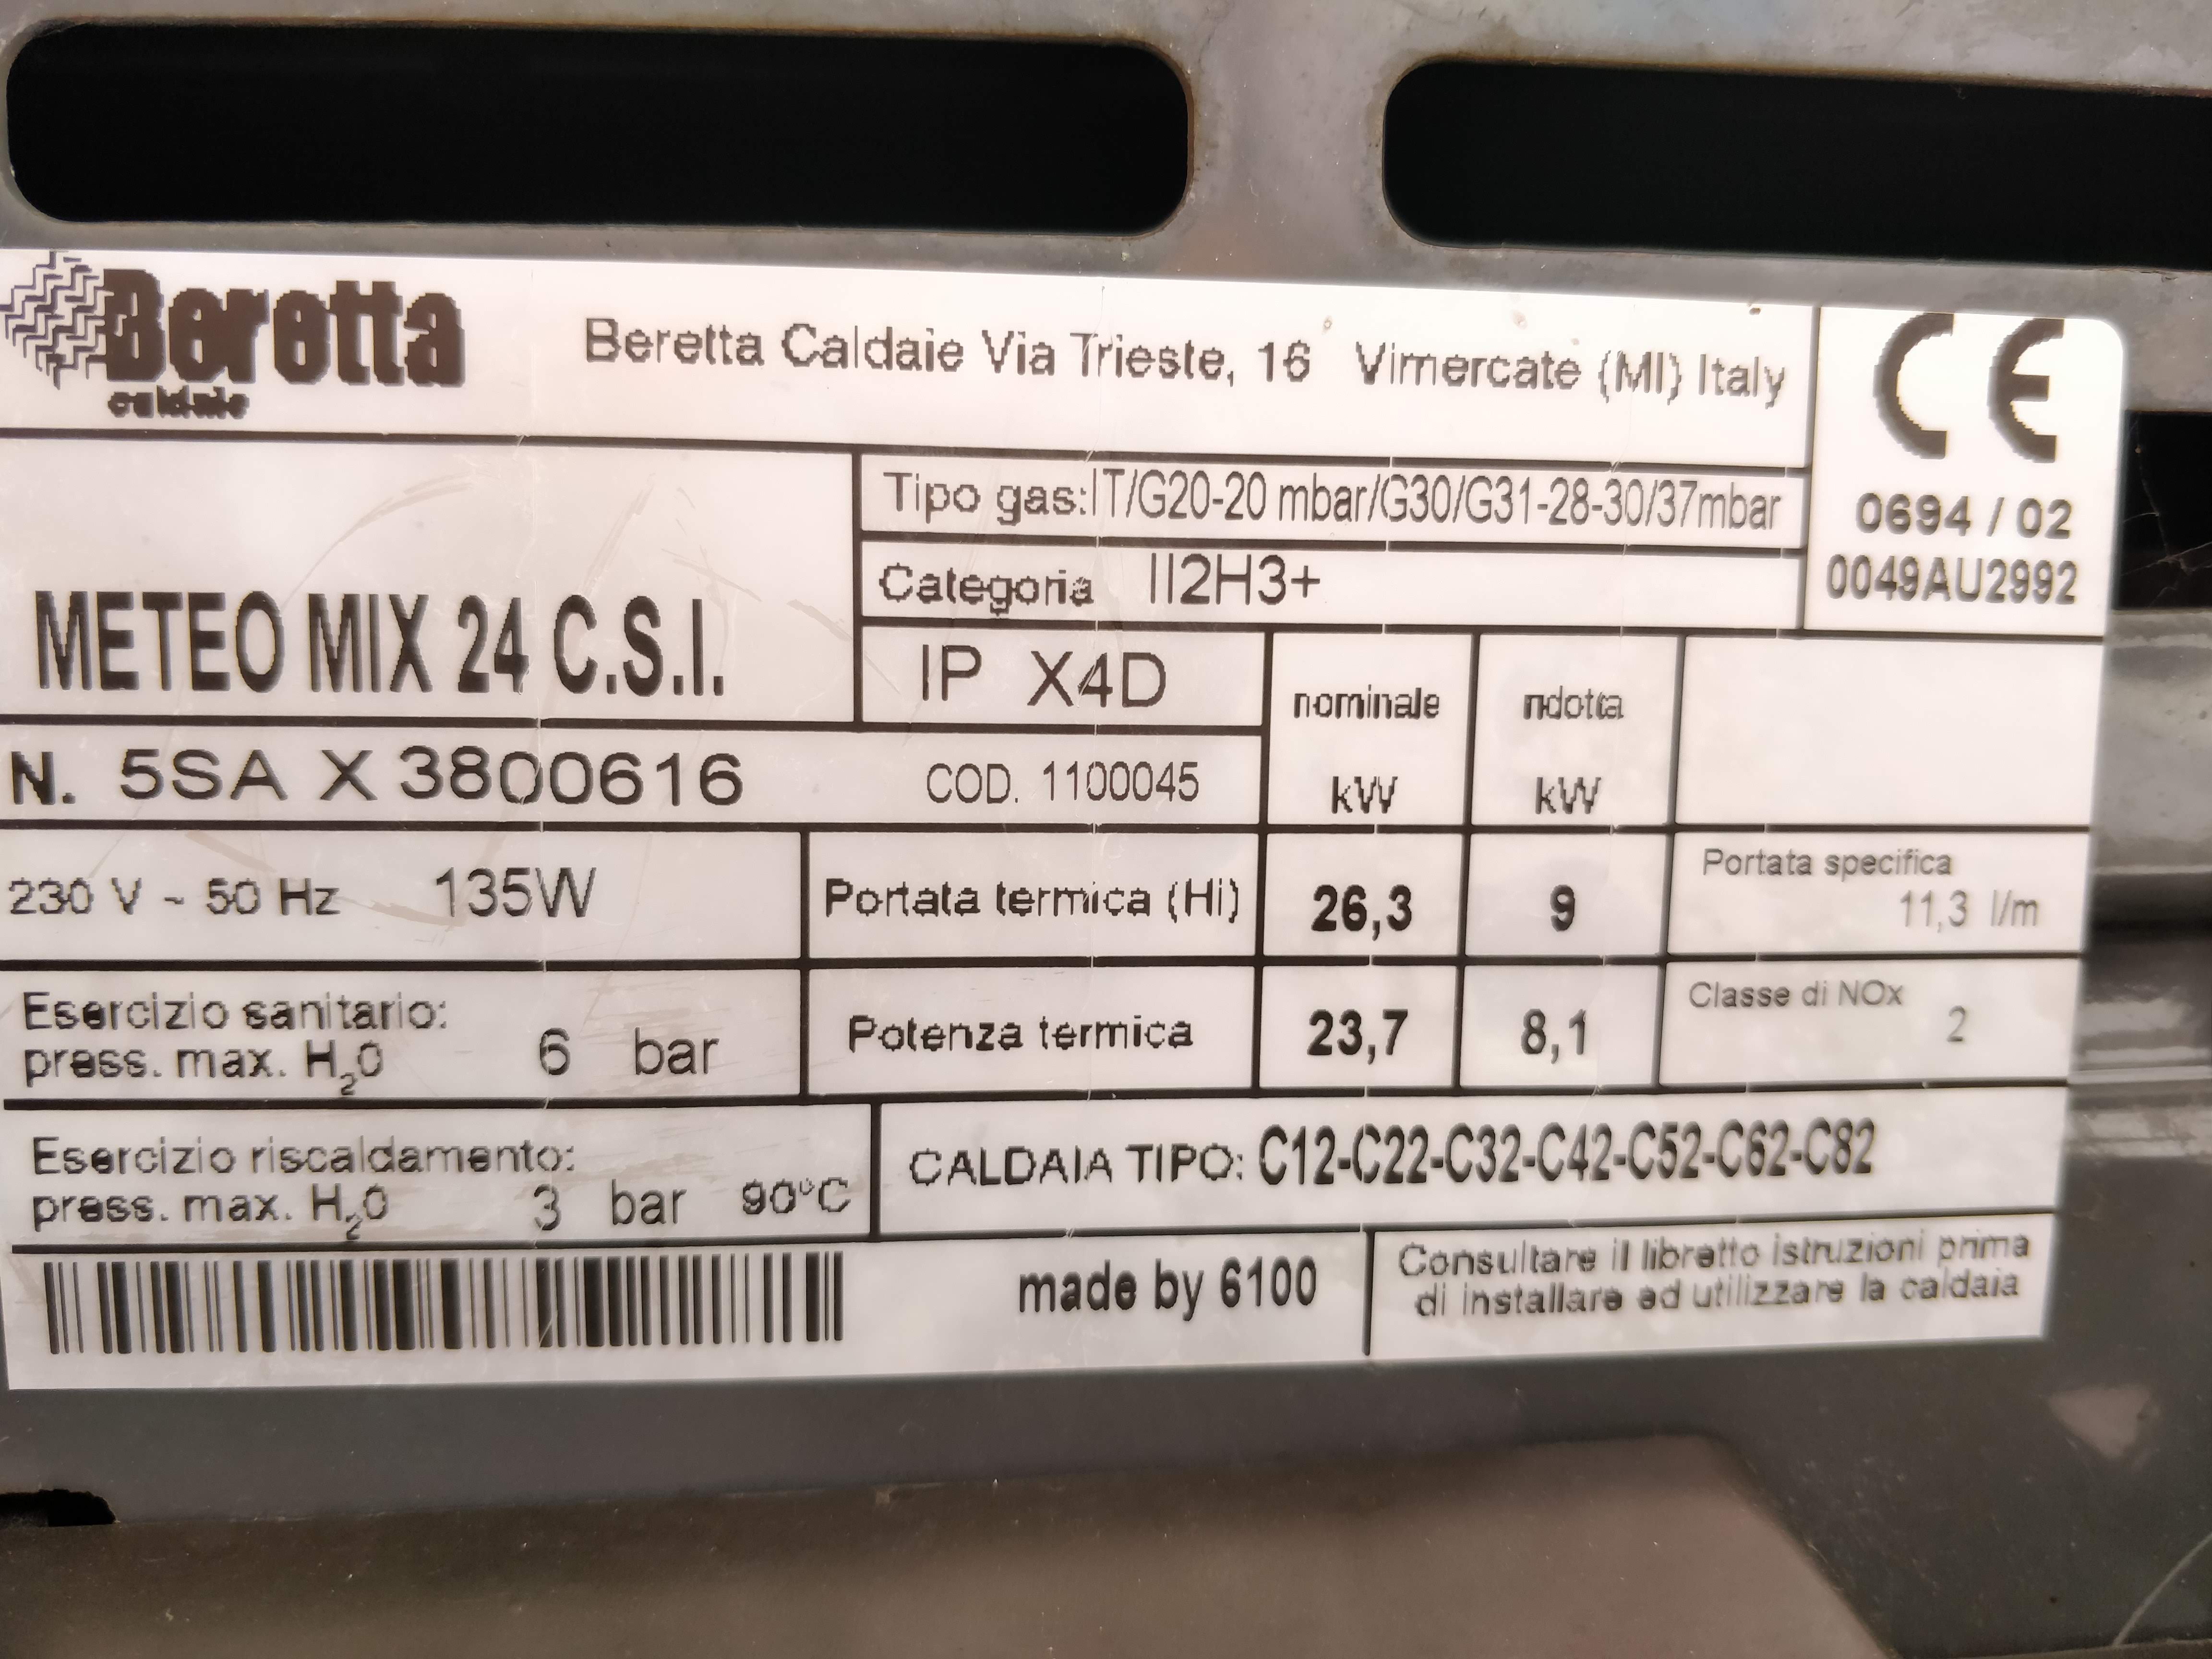 Beretta
caldaie
Beretta Caldaie Via Trieste, 16 Vimercate (MI) Italy
CE
0694 / 02
0049AU2992
METEO MIX 24 C.S.I.
Tipo gas:IT/G20-20 mbar/G30/G31-28-30/37mbar
Categoria II2H3+
IP X4D
nominale
kW
ridotta
kW
N. 5SA X 3800616
COD. 1100045
230 V ~ 50 Hz 135W
Portata termica (Hi) 26,3 9
Portata specifica
11,3 l/m
Esercizio sanitario:
press. max. H₂O 6 bar
Potenza termica 23,7 8,1
Classe di NOx
2
Esercizio riscaldamento:
press. max. H₂O 3 bar 90°C
CALDAIA TIPO: C12-C22-C32-C42-C52-C62-C82
made by 6100
Consultare il libretto istruzioni prima
di installare ed utilizzare la caldaia